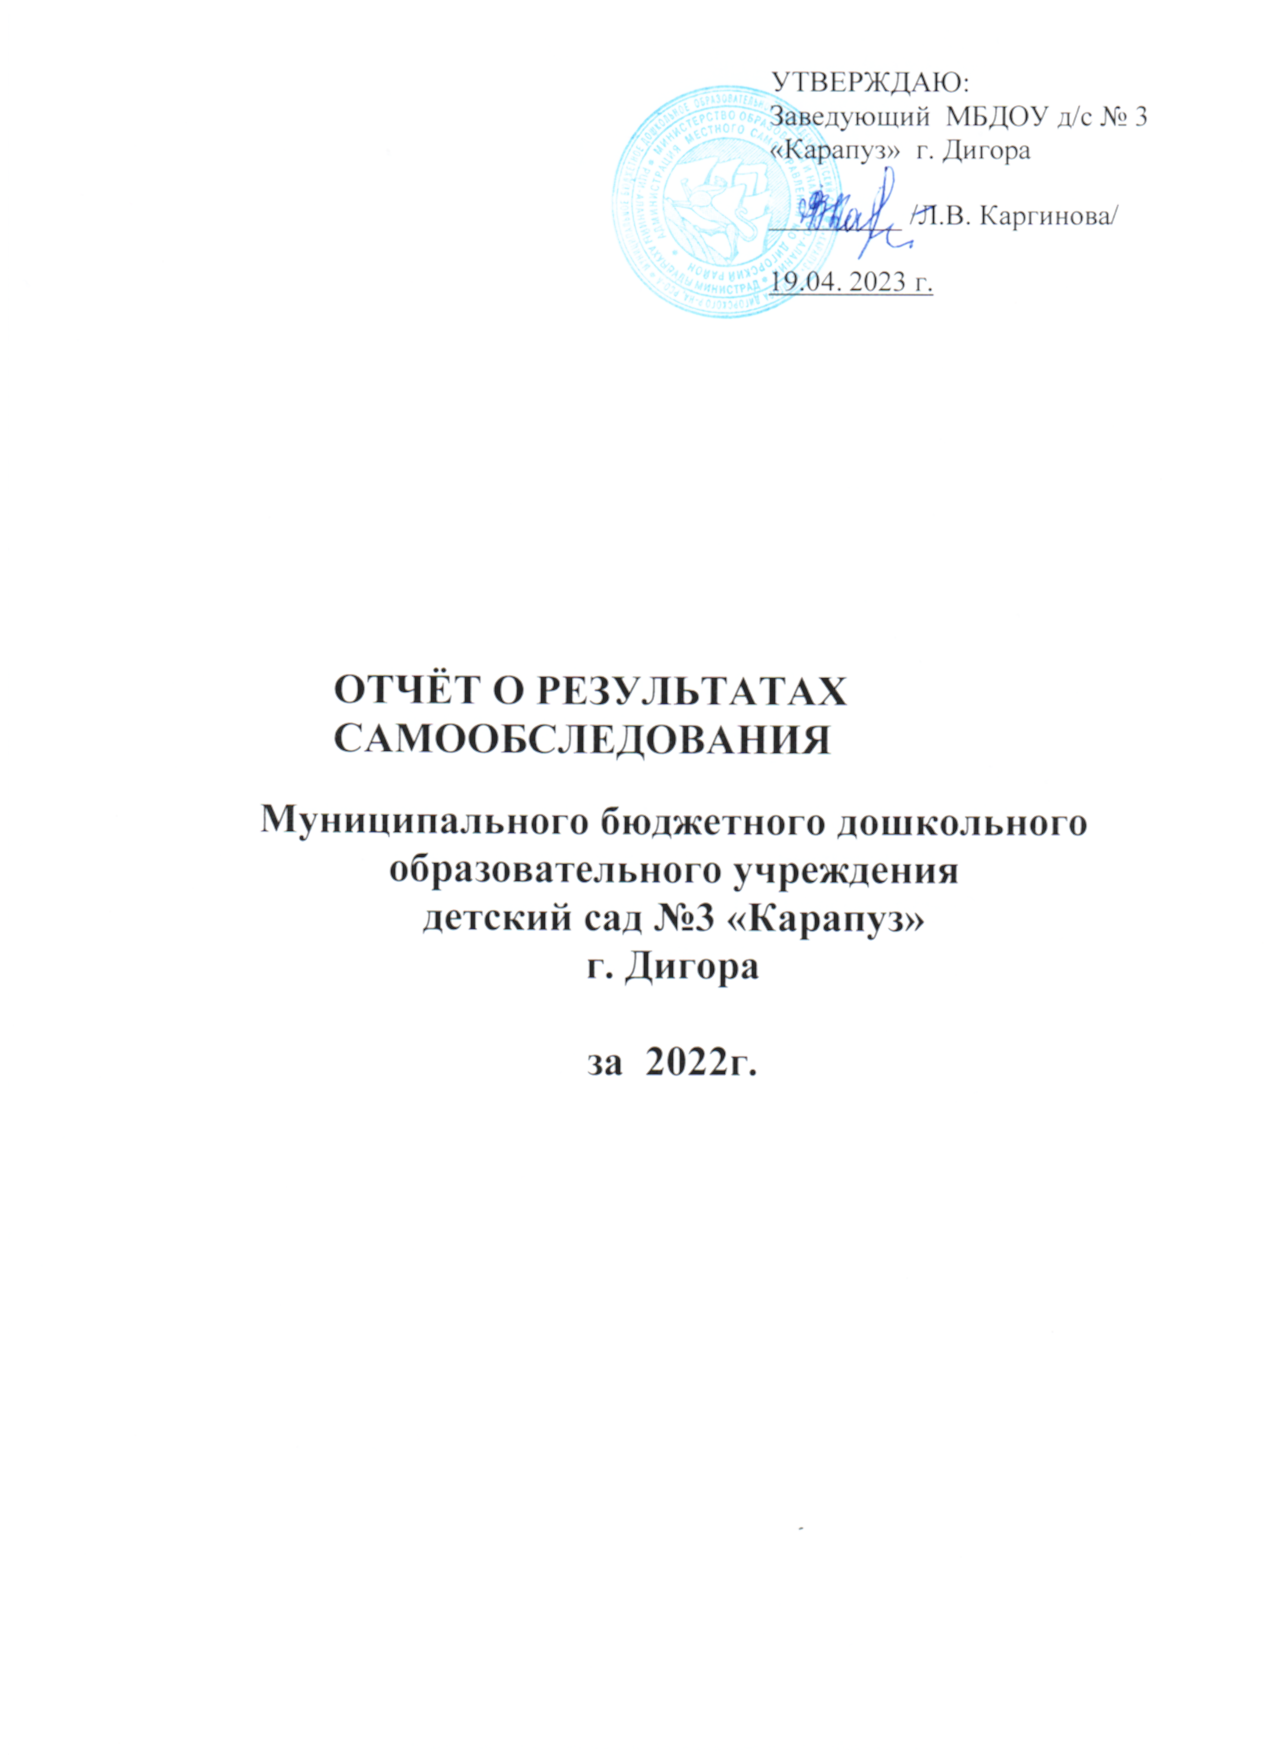 УТВЕРЖДАЮ:
Заведующий МБДОУ д/с № 3
«Карапуз» г. Дигора
/Л.В. Каргинова/
19.04. 2023 г.
ОТЧЁТ О РЕЗУЛЬТАТАХ
САМООБСЛЕДОВАНИЯ
Муниципального бюджетного дошкольного
образовательного учреждения
детский сад №3 «Карапуз»
г. Дигора
за 2022г.